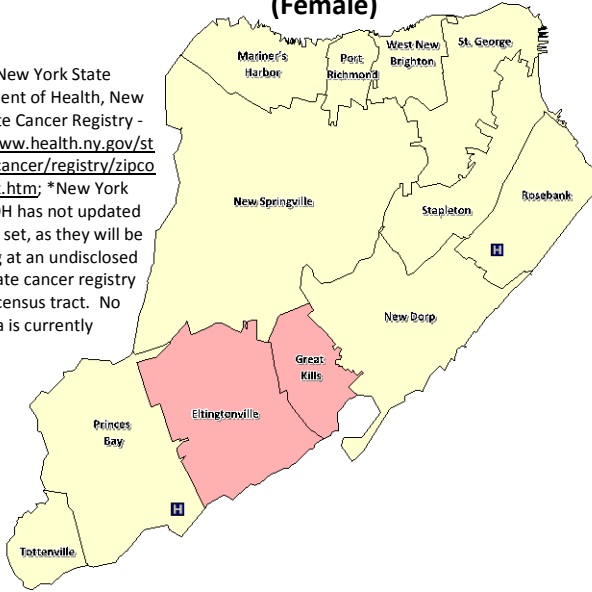 (Female)
New York State
ent of Health, New
te Cancer Registry -
ww.health.ny.gov/st
cancer/registry/zipco
.htm; *New York
H has not updated
set, as they will be
g at an undisclosed
ate cancer registry
census tract. No
a is currently
Mariner's
Harbor
Port
Richmond
West New
Brighton
St. George
New Springville
Stapleton
Rosebank
H
New Dorp
Great
Kills
Eltingtonville
Princes
Bay
H
Tottenville